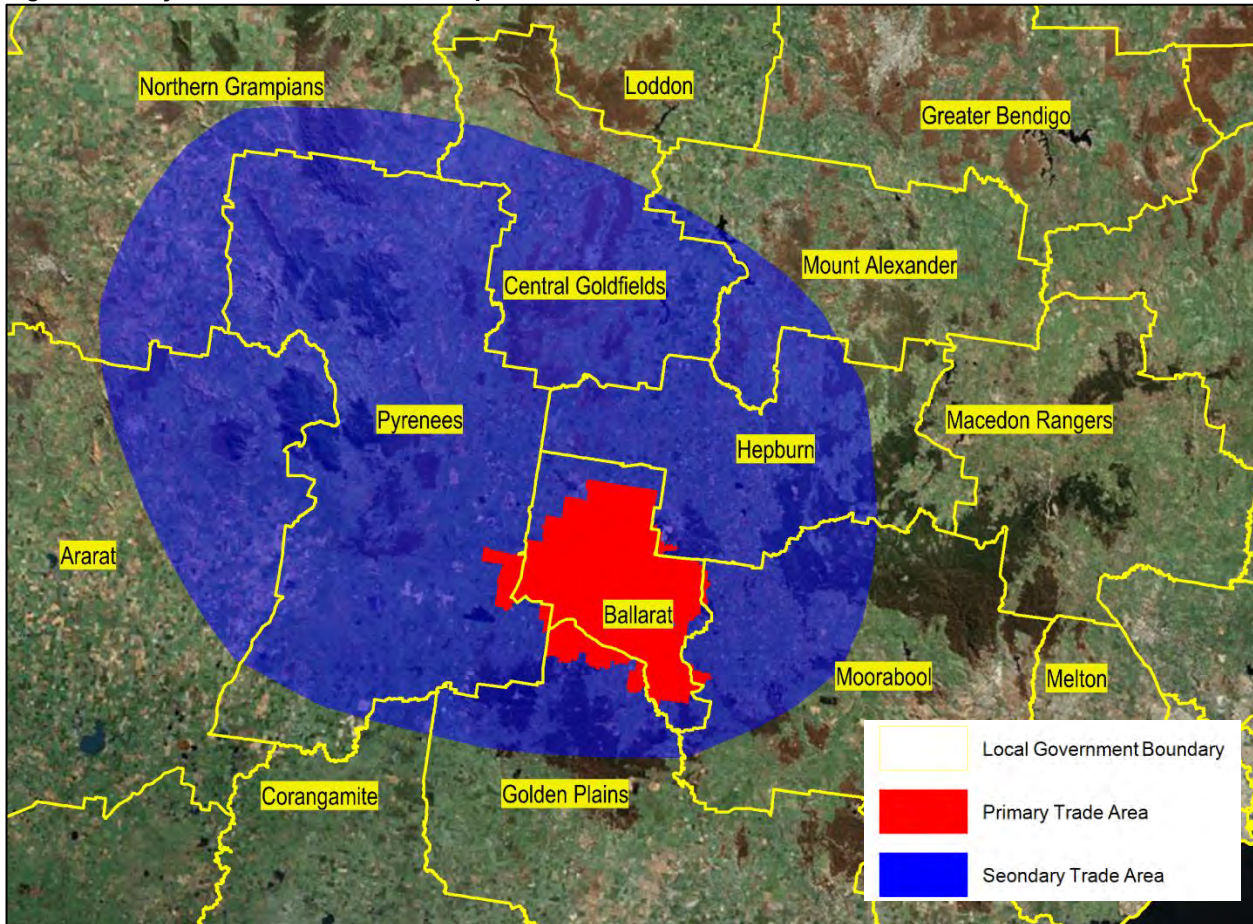 Northern Grampians
Loddon
Greater Bendigo
Central Goldfields
Mount Alexander
Pyrenees
Hepburn
Macedon Rangers
Ararat
Ballarat
Moorabool
Melton
Corangamite
Golden Plains
Local Government Boundary
Primary Trade Area
Seondary Trade Area